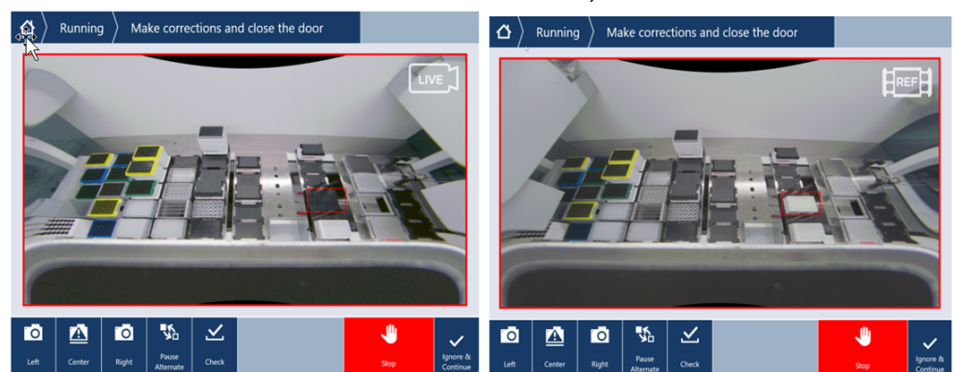 Running
Make corrections and close the door
LIVE
Left
Center
Right
Pause
Alternate
Check
Stop
Ignore &
Continue
Running
Make corrections and close the door
REF
Left
Center
Right
Pause
Alternate
Check
Stop
Ignore &
Continue